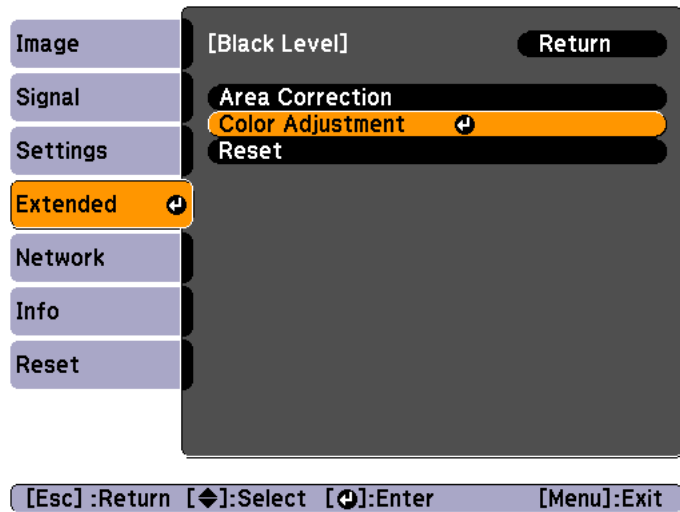 Image
Signal
Settings
Extended
Network
Info
Reset
[Black Level] Return
Area Correction
Color Adjustment
Reset
[Esc] :Return [◆]:Select [↵]:Enter [Menu]:Exit